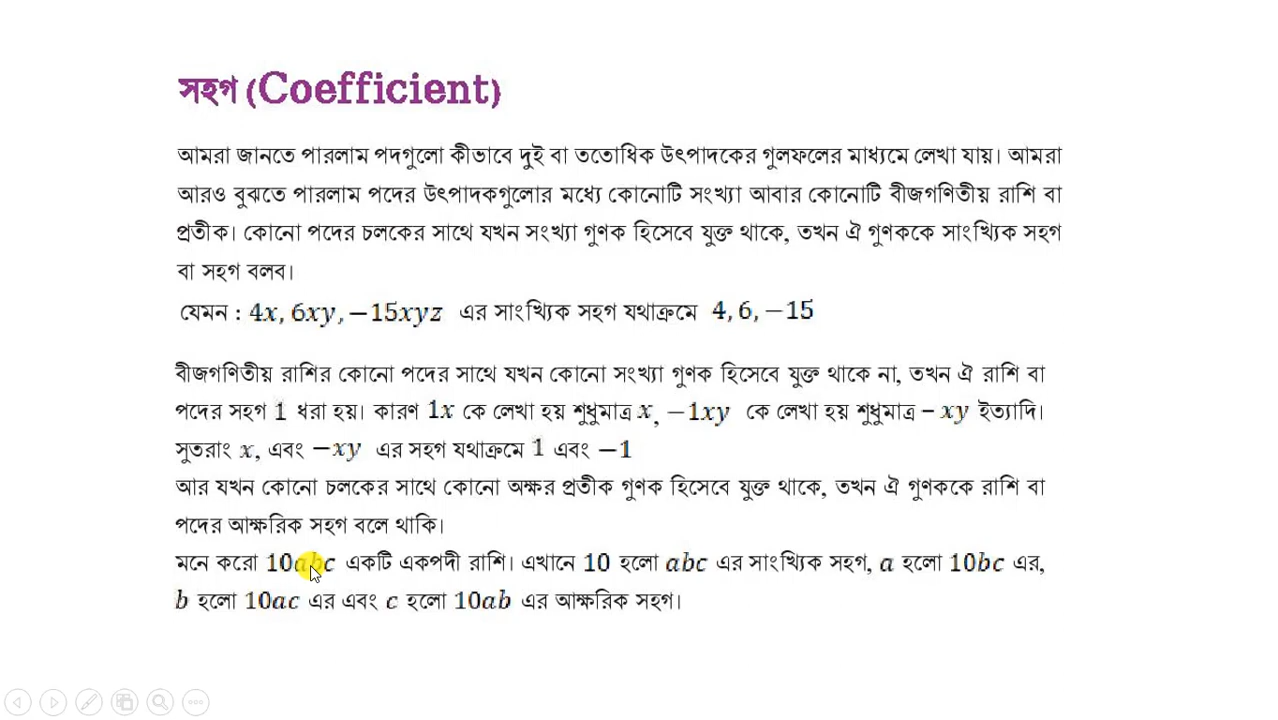 সহগ (Coefficient)
আমরা জানতে পারলাম পদগুলো কীভাবে দুই বা ততোধিক উৎপাদকের গুলফলের মাধ্যমে লেখা যায়। আমরা
আরও বুঝতে পারলাম পদের উৎপাদকগুলোর মধ্যে কোনোটি সংখ্যা আবার কোনোটি বীজগণিতীয় রাশি বা
প্রতীক। কোনো পদের চলকের সাথে যখন সংখ্যা গুণক হিসেবে যুক্ত থাকে, তখন ঐ গুণককে সাংখ্যিক সহগ
বা সহগ বলব।
যেমন : 4x, 6xy, −15xyz এর সাংখ্যিক সহগ যথাক্রমে 4, 6, −15
বীজগণিতীয় রাশির কোনো পদের সাথে যখন কোনো সংখ্যা গুণক হিসেবে যুক্ত থাকে না, তখন ঐ রাশি বা
পদের সহগ 1 ধরা হয়। কারণ 1x কে লেখা হয় শুধুমাত্র x, −1xy কে লেখা হয় শুধুমাত্র − xy ইত্যাদি।
সুতরাং x, এবং −xy এর সহগ যথাক্রমে 1 এবং −1
আর যখন কোনো চলকের সাথে কোনো অক্ষর প্রতীক গুণক হিসেবে যুক্ত থাকে, তখন ঐ গুণককে রাশি বা
পদের আক্ষরিক সহগ বলে থাকি।
মনে করো 10abc একটি একপদী রাশি। এখানে 10 হলো abc এর সাংখ্যিক সহগ, a হলো 10bc এর,
b হলো 10ac এর এবং c হলো 10ab এর আক্ষরিক সহগ।